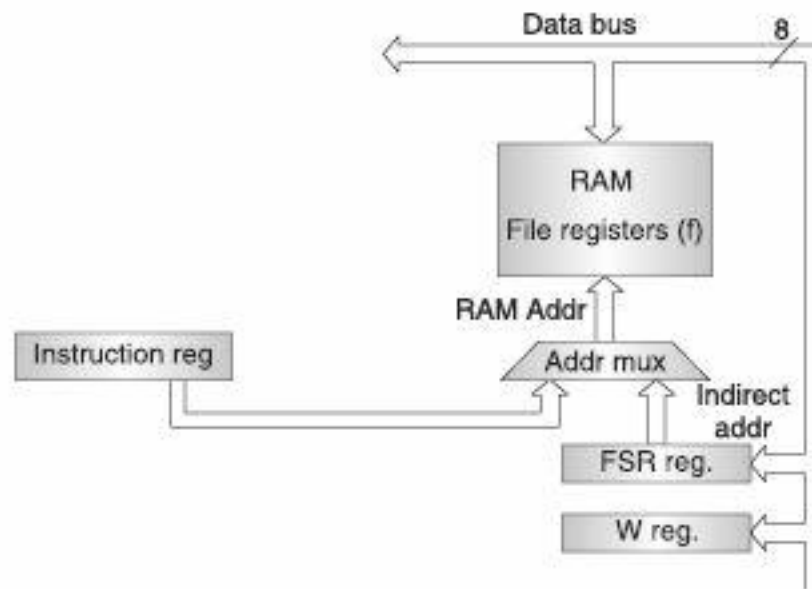 Data bus
8
RAM
File registers (f)
RAM Addr
Instruction reg
Addr mux
Indirect
addr
FSR reg.
W reg.